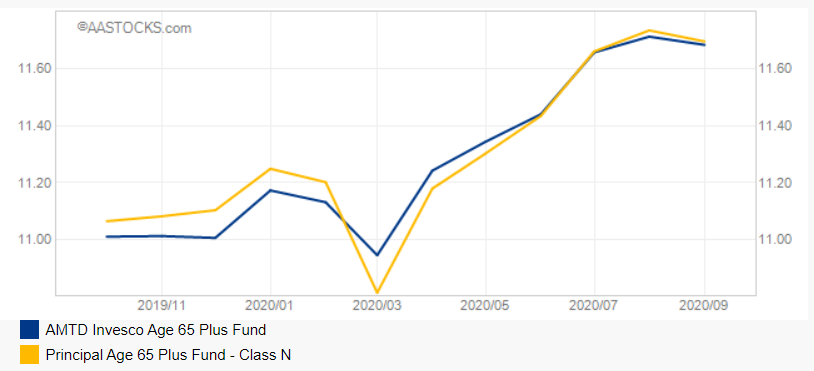 ©AASTOCKS.com
11.60 11.60
11.40 11.40
11.20 11.20
11.00 11.00
2019/11 2020/01 2020/03 2020/05 2020/07 2020/09
AMTD Invesco Age 65 Plus Fund
Principal Age 65 Plus Fund - Class N